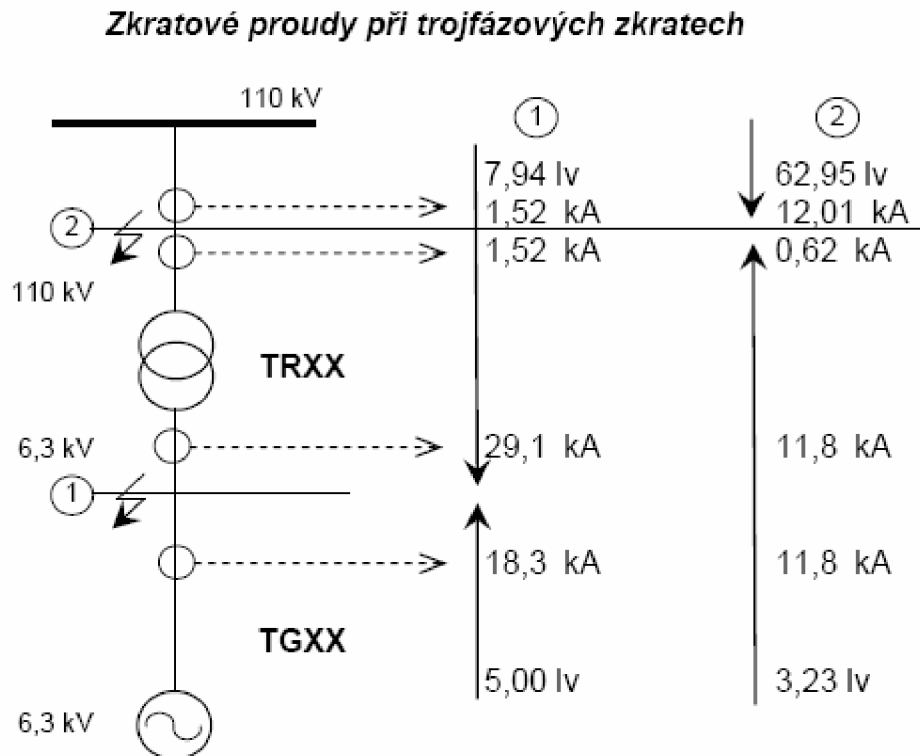 Zkratové proudy při trojfázových zkratech
110 kV
1
2
7,94 Iv
62,95 Iv
1,52 kA
12,01 kA
2
1,52 kA
0,62 kA
110 kV
TRXX
6,3 kV
29,1 kA
11,8 kA
1
18,3 kA
11,8 kA
TGXX
5,00 Iv
3,23 Iv
6,3 kV